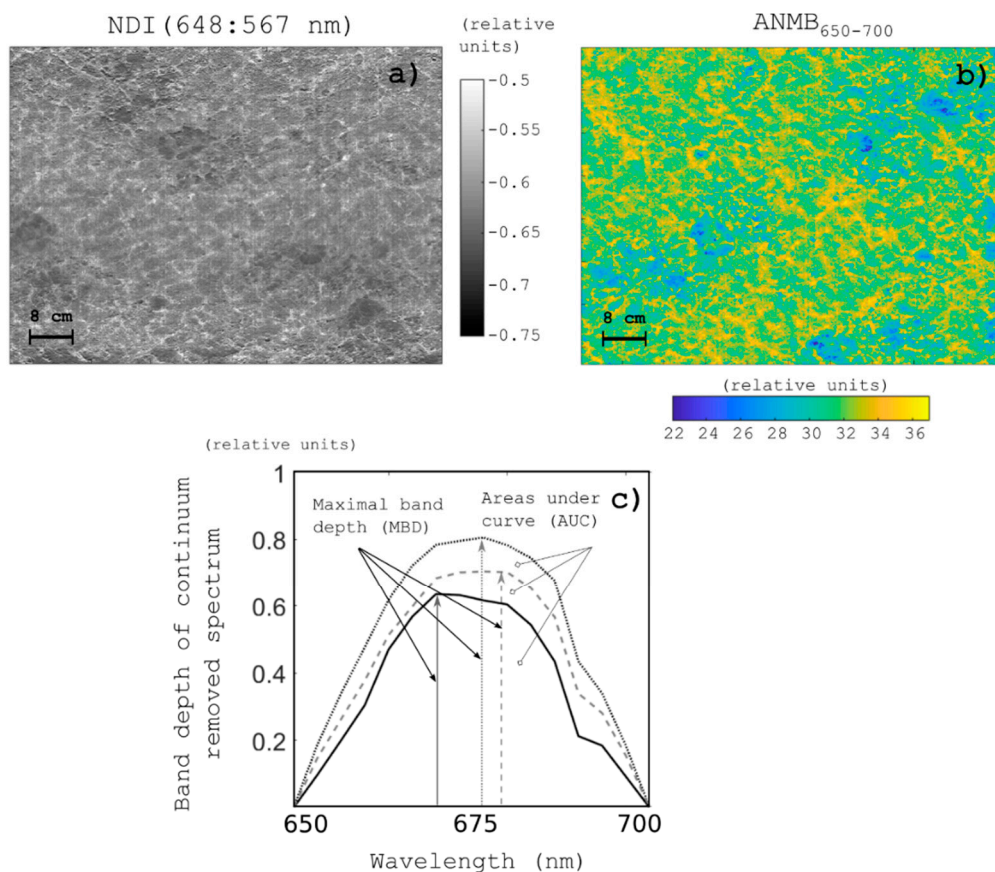 NDI(648:567 nm)
(relative units)
a)
-0.5
-0.55
-0.6
-0.65
-0.7
-0.75
8 cm
ANMB650-700
b)
8 cm
(relative units)
22 24 26 28 30 32 34 36
(relative units)
c)
Maximal band
depth (MBD)
Areas under
curve (AUC)
Band depth of continuum
removed spectrum
1
0.8
0.6
0.4
0.2
650 675 700
Wavelength (nm)